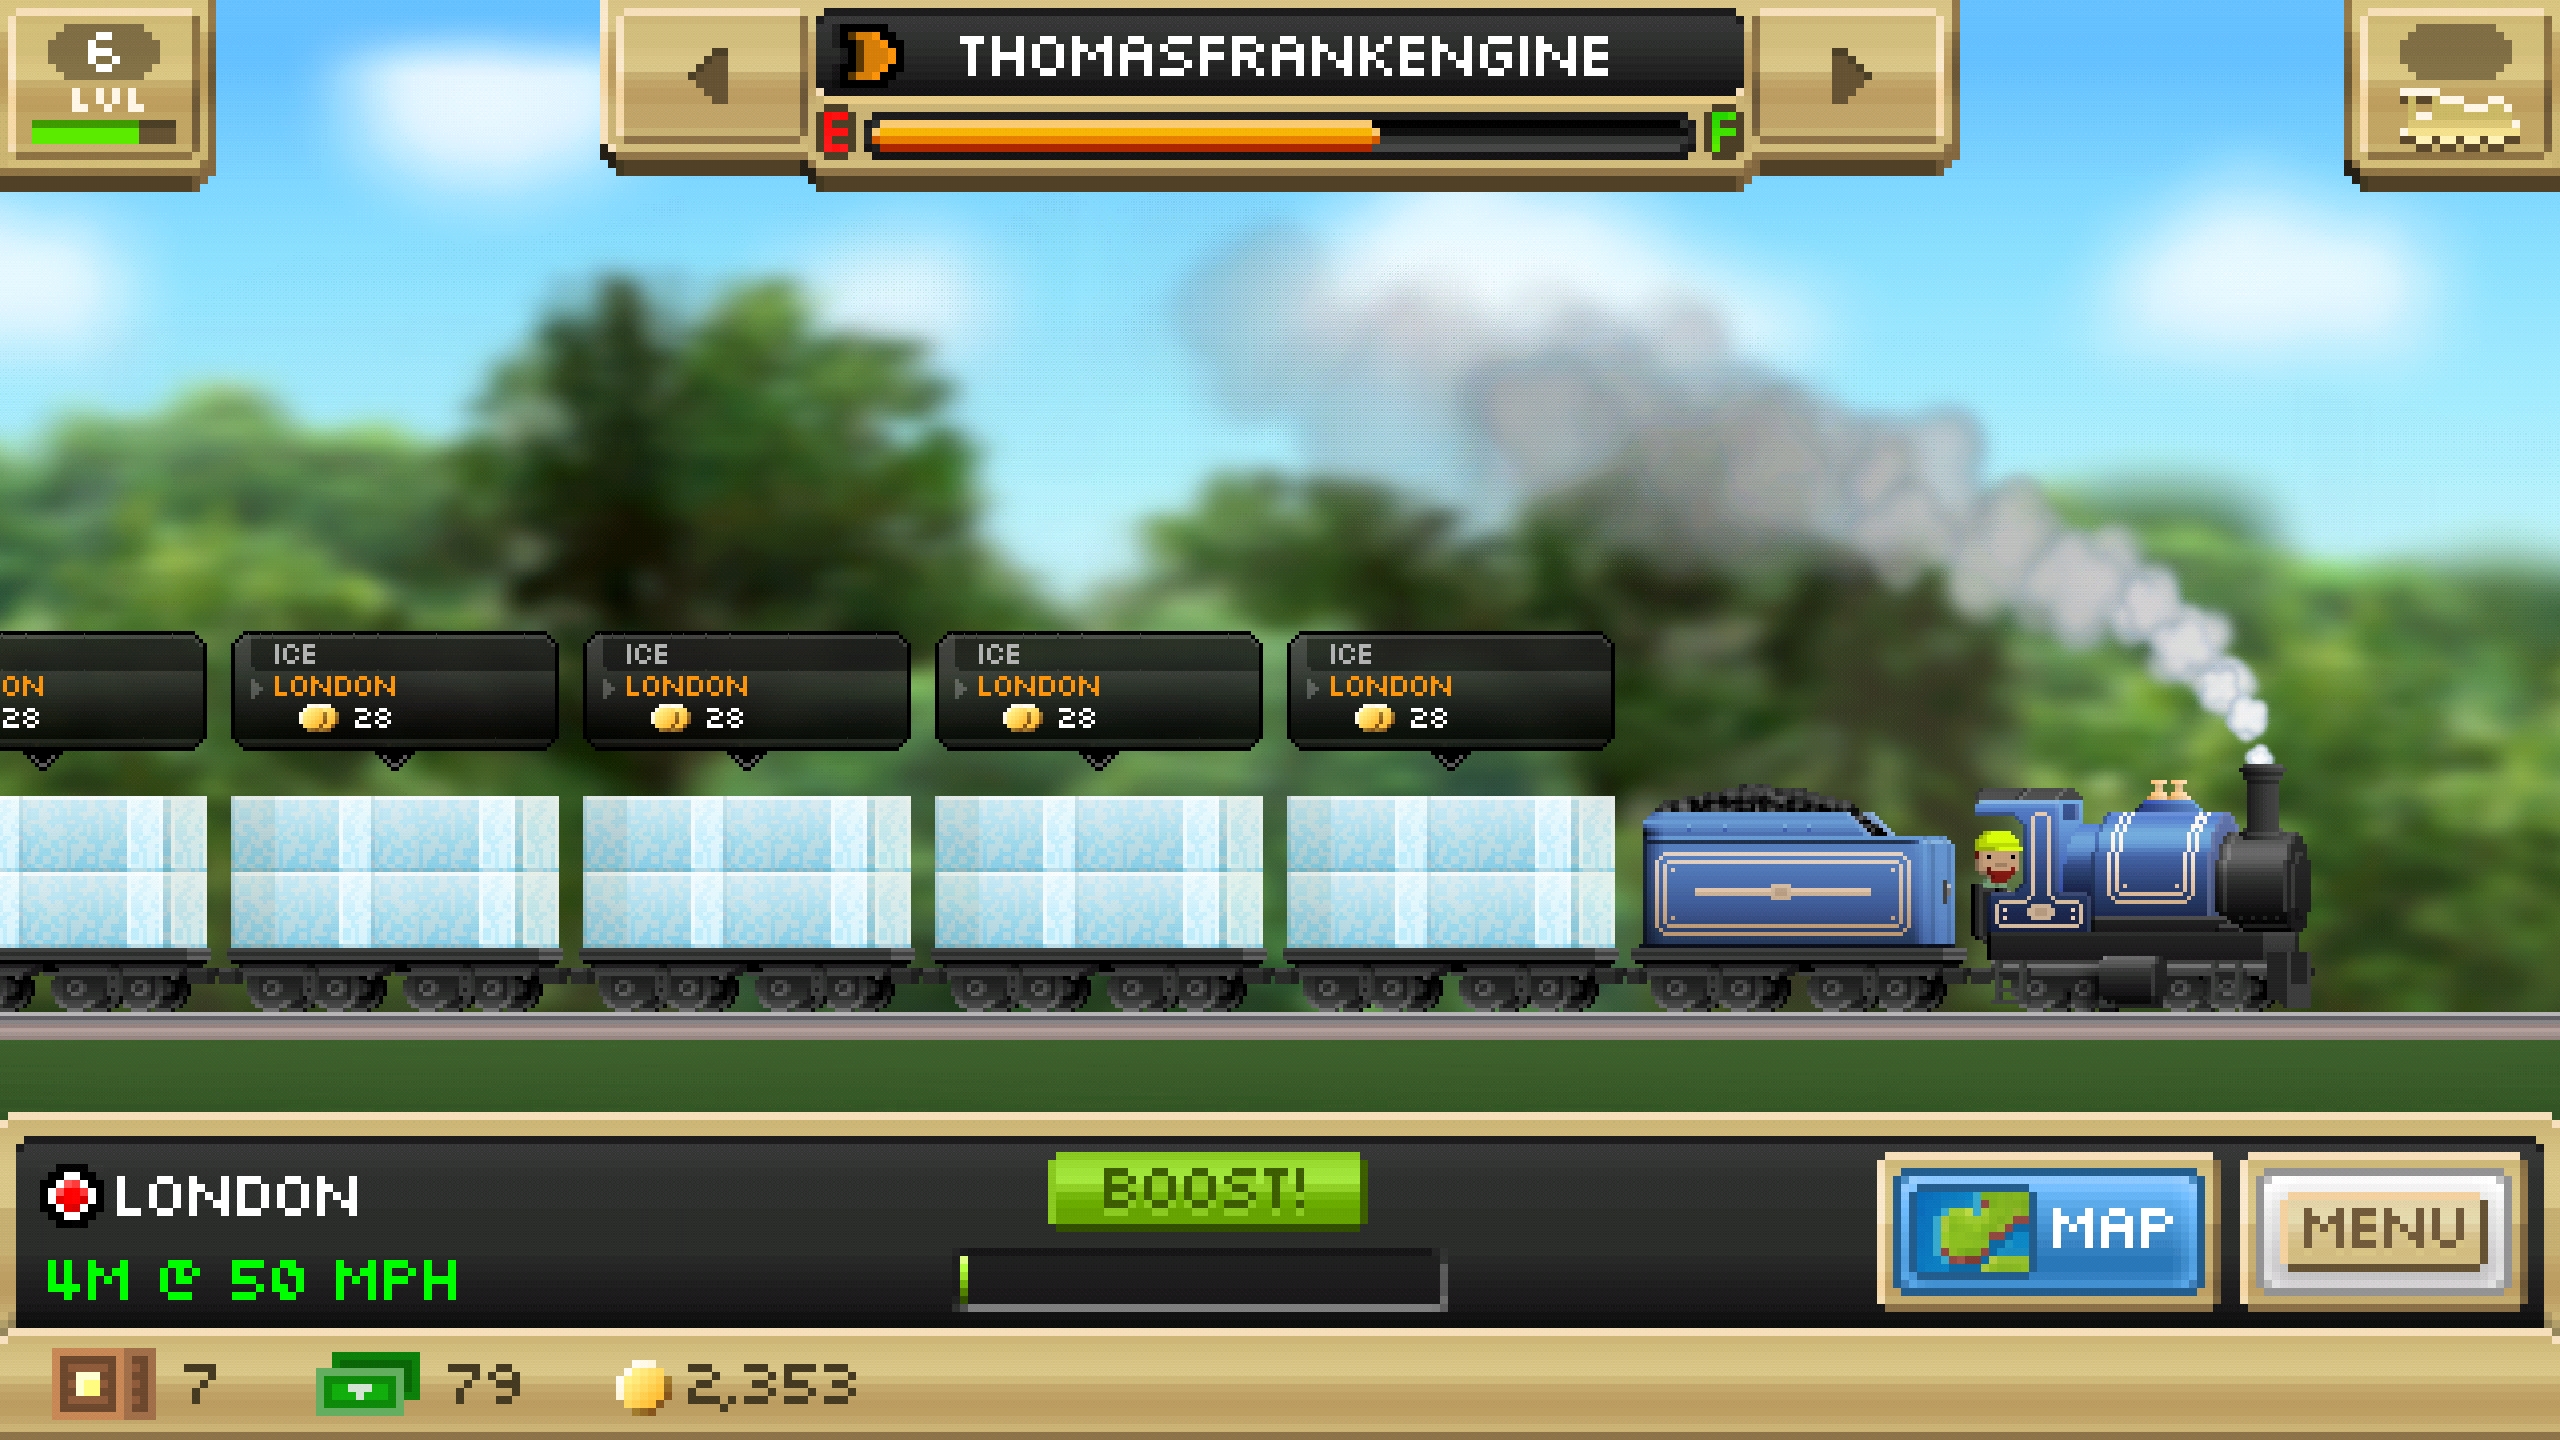 6
LVL
THOMASFRANKENGINE
E F
ON
28
ICE
LONDON
28
ICE
LONDON
28
ICE
LONDON
28
ICE
LONDON
28
LONDON
4M @ 50 MPH
BOOST!
MAP
MENU
7 79 2,353